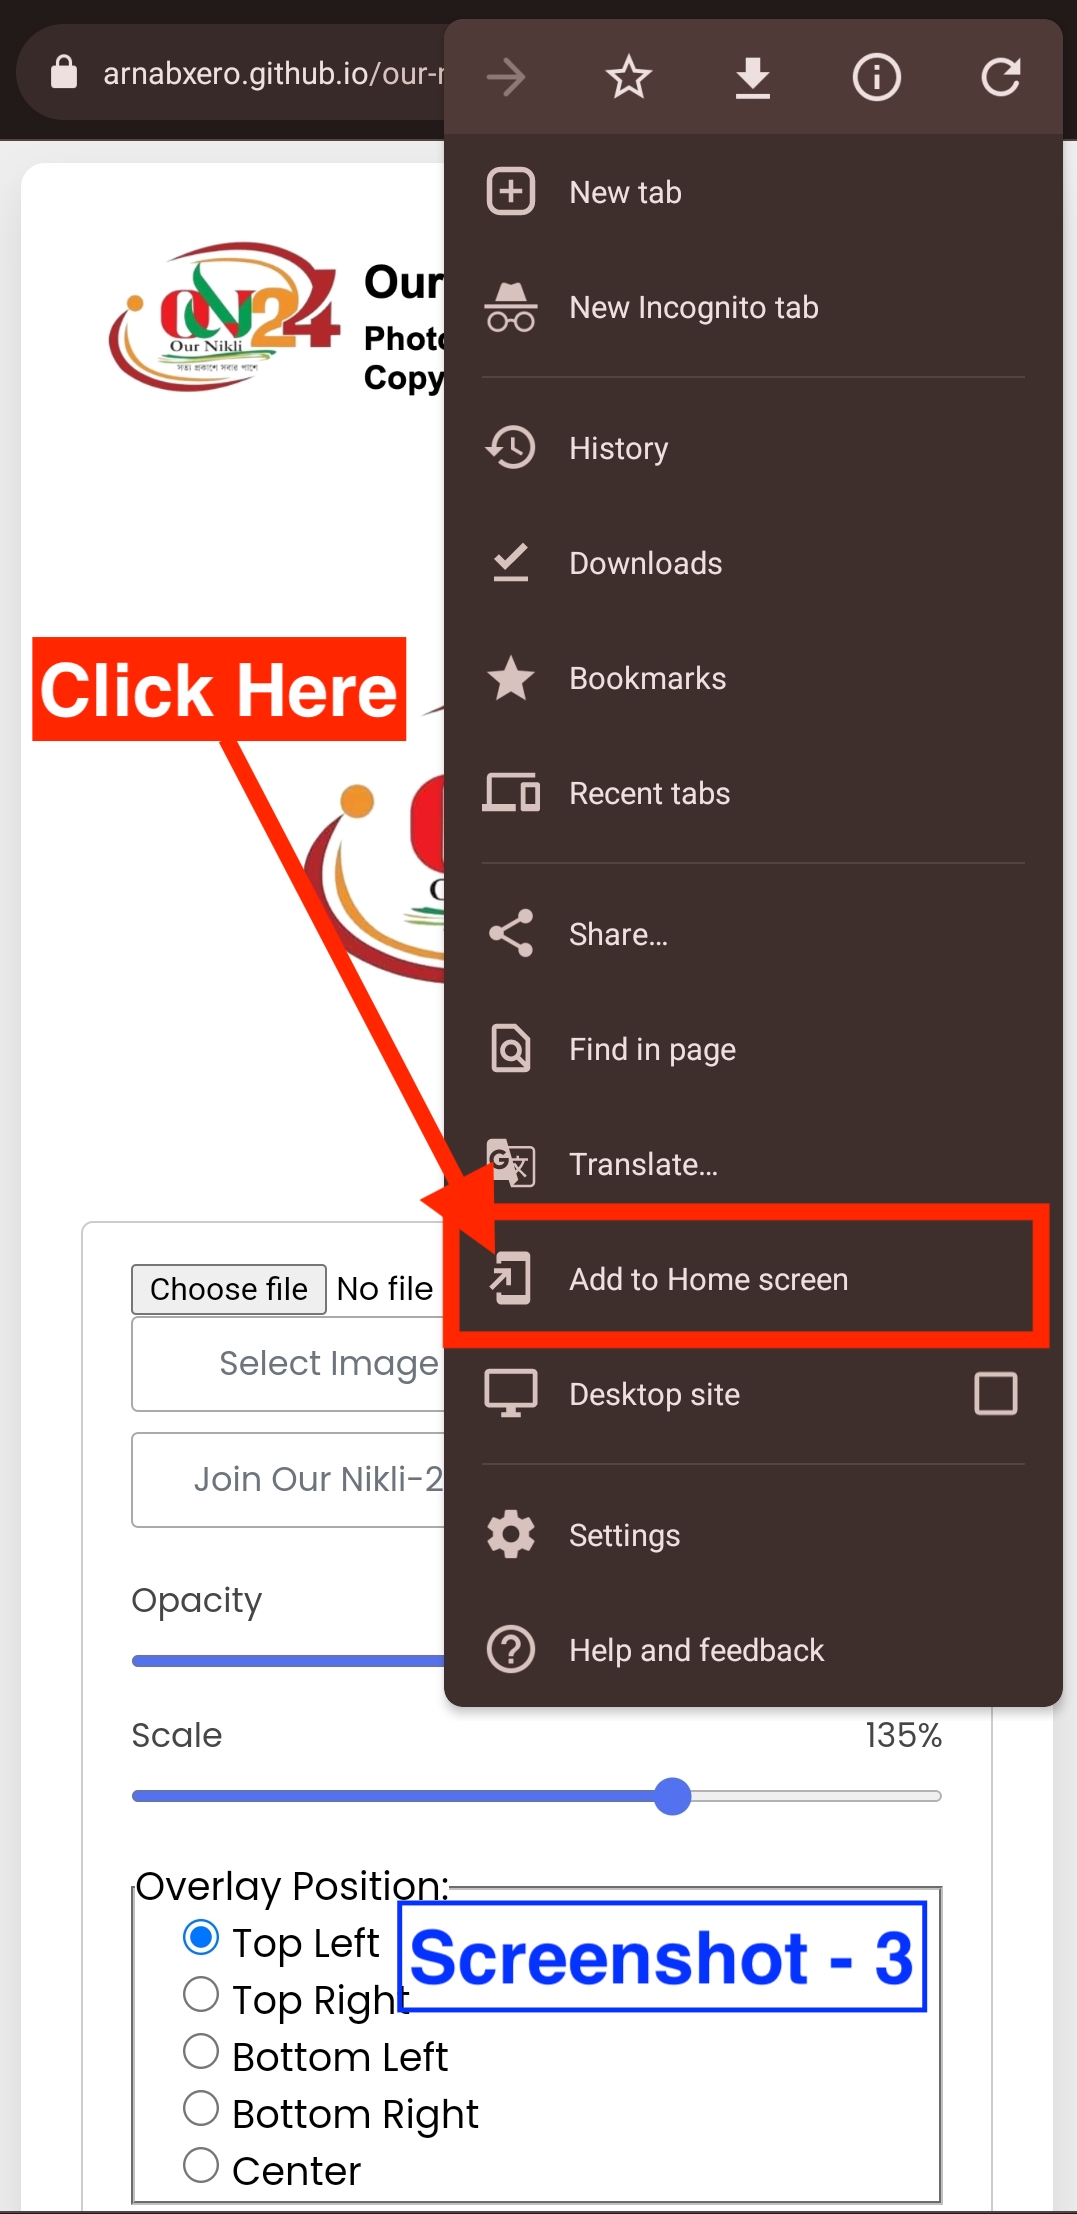 arnabxero.github.io/our-r
New tab
New Incognito tab
History
Downloads
Bookmarks
Recent tabs
Share...
Find in page
Translate...
Add to Home screen
Desktop site
Settings
Help and feedback
ON24
Our Nikli
সত্য প্রকাশে সবার পাশে
Our
Photo
Copy
Click Here
Choose file
No file
Select Image
Join Our Nikli-2
Opacity
Scale
135%
Overlay Position:
Top Left
Top Right
Bottom Left
Bottom Right
Center
Screenshot - 3